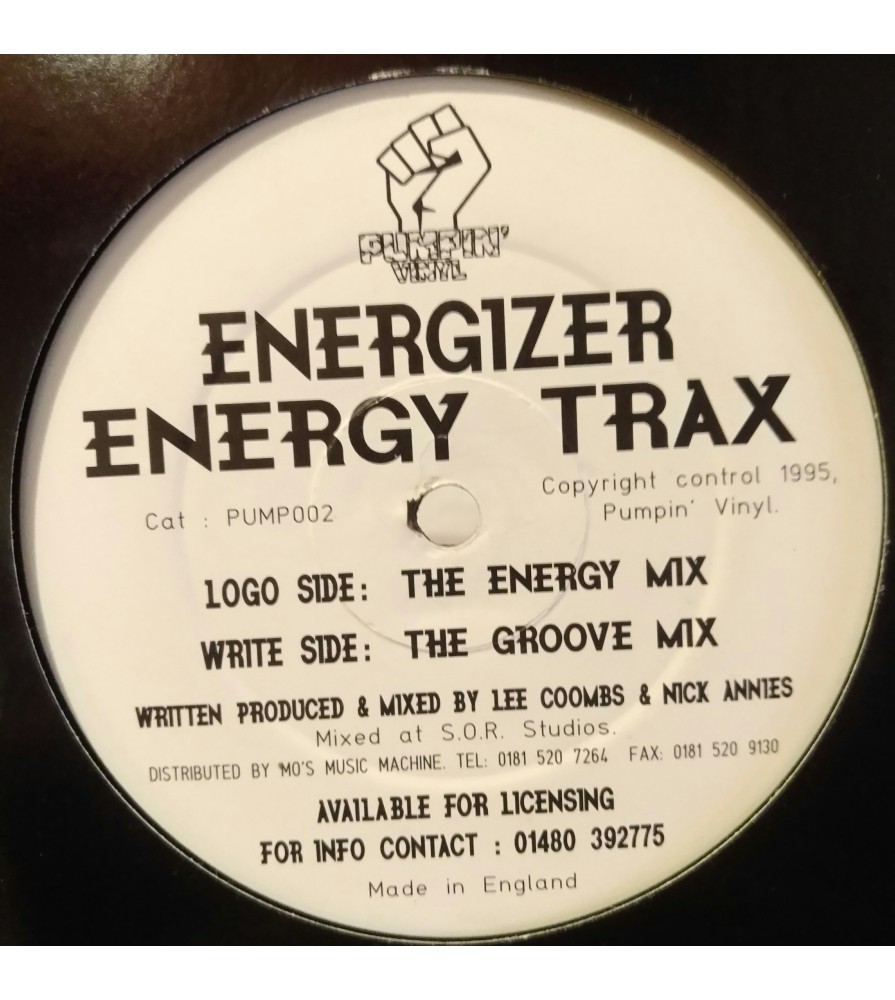 PUMPIN'
VINYL
ENERGIZER
ENERGY TRAX
Cat : PUMP002
Copyright control 1995,
Pumpin' Vinyl.
LOGO SIDE: THE ENERGY MIX
WRITE SIDE: THE GROOVE MIX
WRITTEN PRODUCED & MIXED BY LEE COOMBS & NICK ANNIES
Mixed at S.O.R. Studios.
DISTRIBUTED BY 'MO'S MUSIC MACHINE. TEL: 0181 520 7264 FAX: 0181 520 9130
AVAILABLE FOR LICENSING
FOR INFO CONTACT : 01480 392775
Made in England